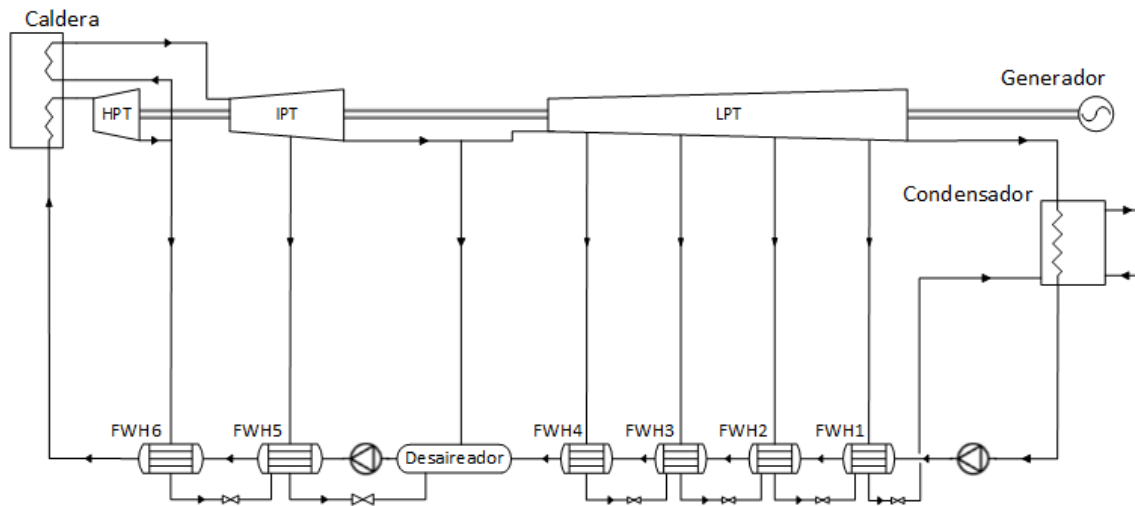 Caldera
Generador
HPT
IPT
LPT
Condensador
FWH6
FWH5
Desaireador
FWH4
FWH3
FWH2
FWH1